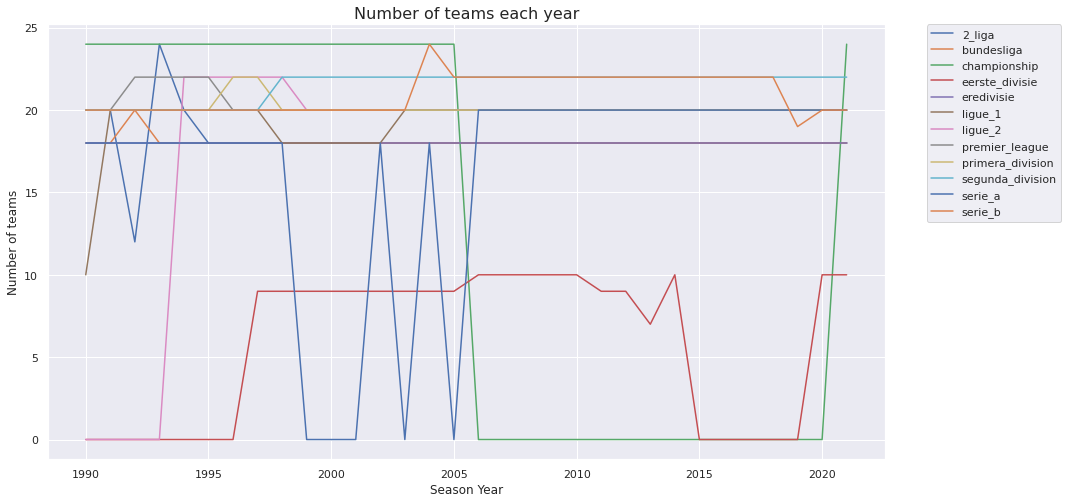 Number of teams each year
25
20
15
10
5
0
Number of teams
1990
1995
2000
2005
2010
2015
2020
Season Year
2_liga
bundesliga
championship
eerste_divisie
eredivisie
ligue_1
ligue_2
premier_league
primera_division
segunda_division
serie_a
serie_b